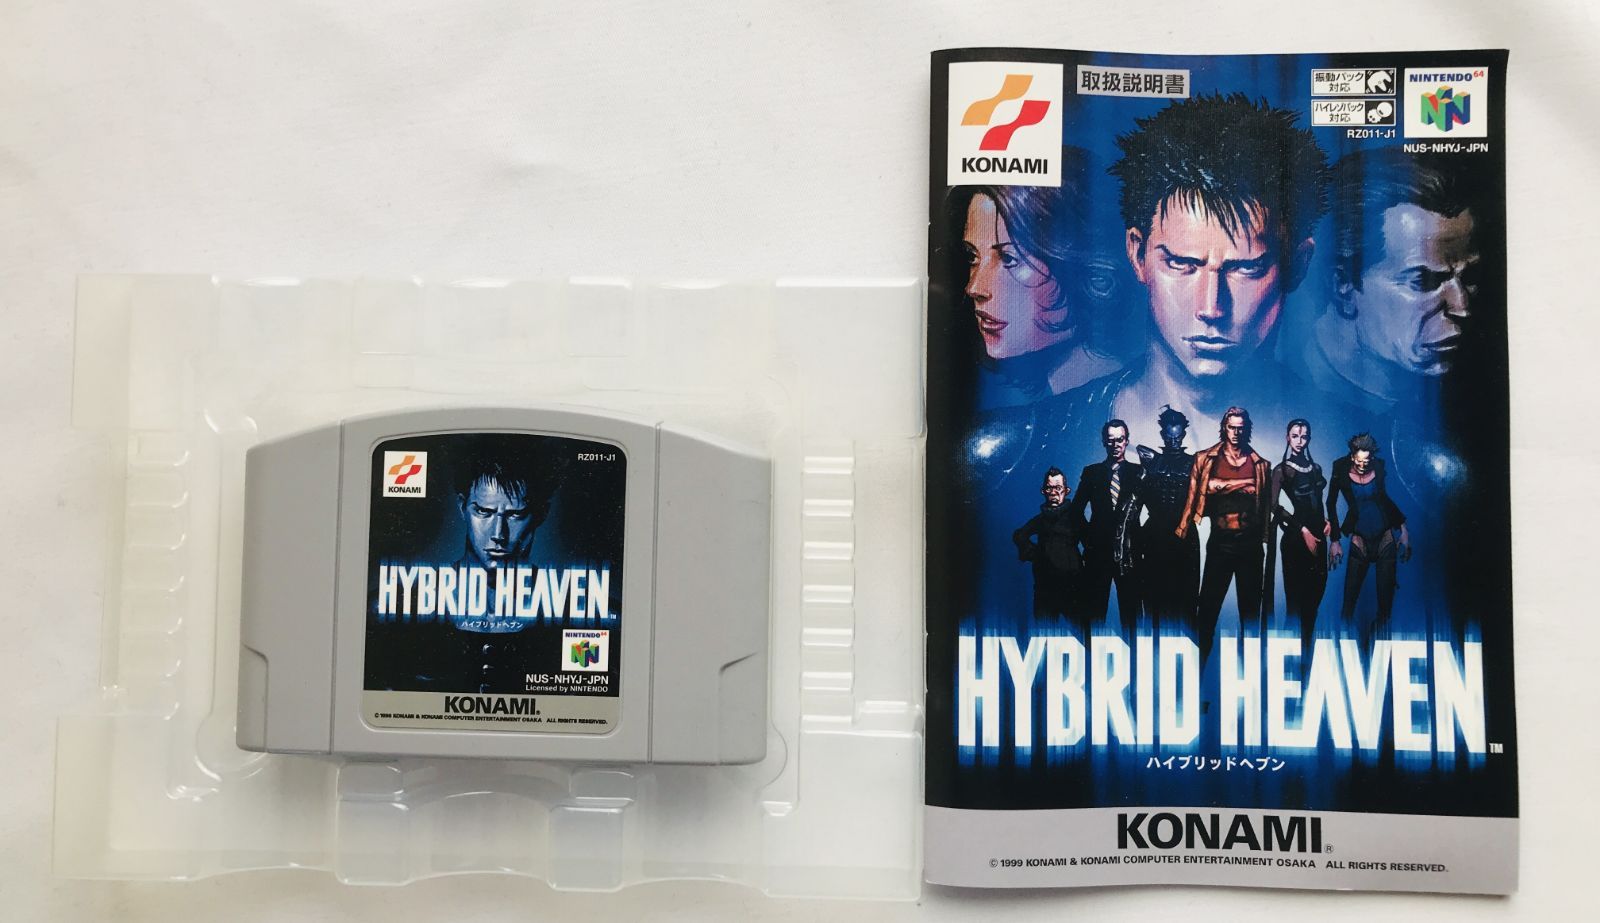 KONAMI
RZ011-J1
HYBRID HEAVEN™
ハイブリッドヘブン
NINTENDO64
NUS-NHYJ-JPN
Licensed by NINTENDO
KONAMI®
© 1999 KONAMI & KONAMI COMPUTER ENTERTAINMENT OSAKA ALL RIGHTS RESERVED.
KONAMI
取扱説明書
振動パック
対応
ハイレゾパック
対応
RZ011-J1
NINTENDO64
NUS-NHYJ-JPN
HYBRID HEAVEN™
ハイブリッドヘブン
KONAMI®
© 1999 KONAMI & KONAMI COMPUTER ENTERTAINMENT OSAKA ALL RIGHTS RESERVED.